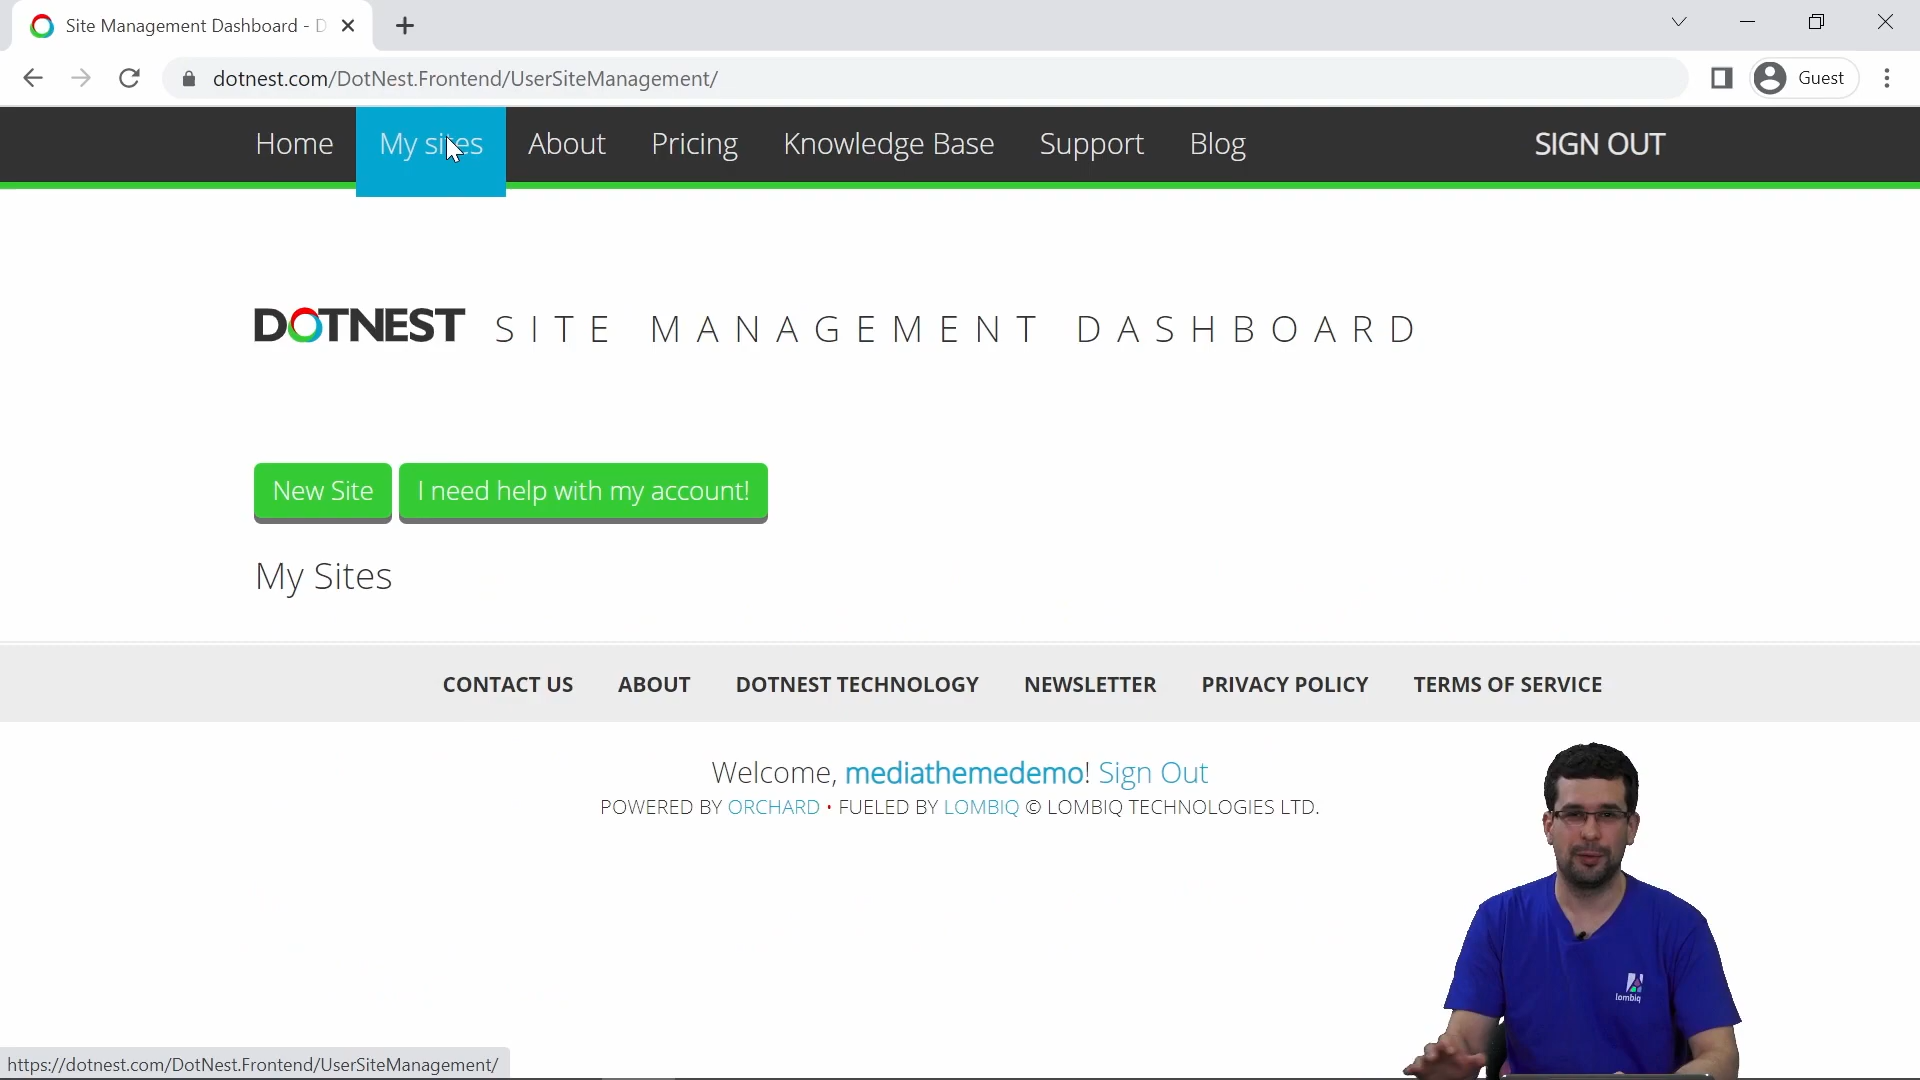 Site Management Dashboard - D
dotnest.com/DotNest.Frontend/UserSiteManagement/
Guest
Home My sites About Pricing Knowledge Base Support Blog SIGN OUT
DOTNEST SITE MANAGEMENT DASHBOARD
New Site I need help with my account!
My Sites
CONTACT US ABOUT DOTNEST TECHNOLOGY NEWSLETTER PRIVACY POLICY TERMS OF SERVICE
Welcome, mediathemedemo! Sign Out
POWERED BY ORCHARD • FUELED BY LOMBIQ © LOMBIQ TECHNOLOGIES LTD.
lombiq
https://dotnest.com/DotNest.Frontend/UserSiteManagement/